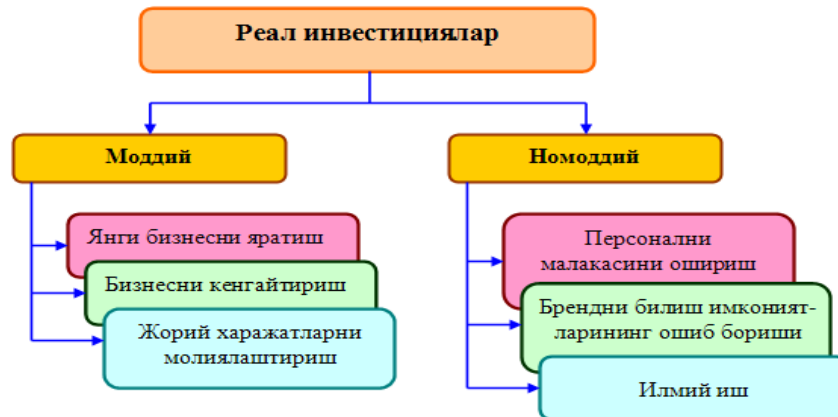 Реал инвестициялар
Моддий
Янги бизнесни яратиш
Бизнесни кенгайтириш
Жорий харажатларни
молиялаштириш
Номоддий
Персонални
малакасини ошириш
Брендни билиш имконият-
ларининг ошиб бориши
Илмий иш